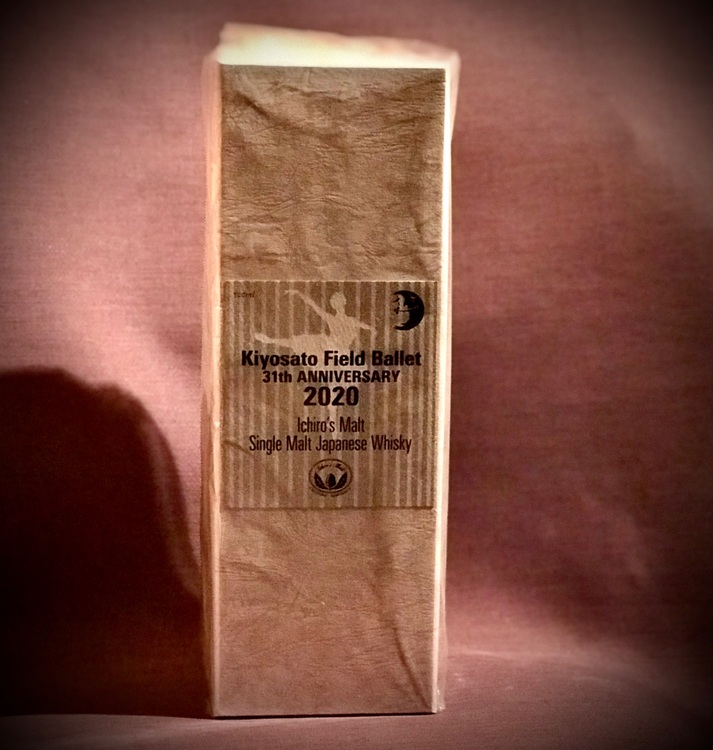 Kiyosato Field Ballet
31th ANNIVERSARY
2020
Ichiro's Malt
Single Malt Japanese Whisky